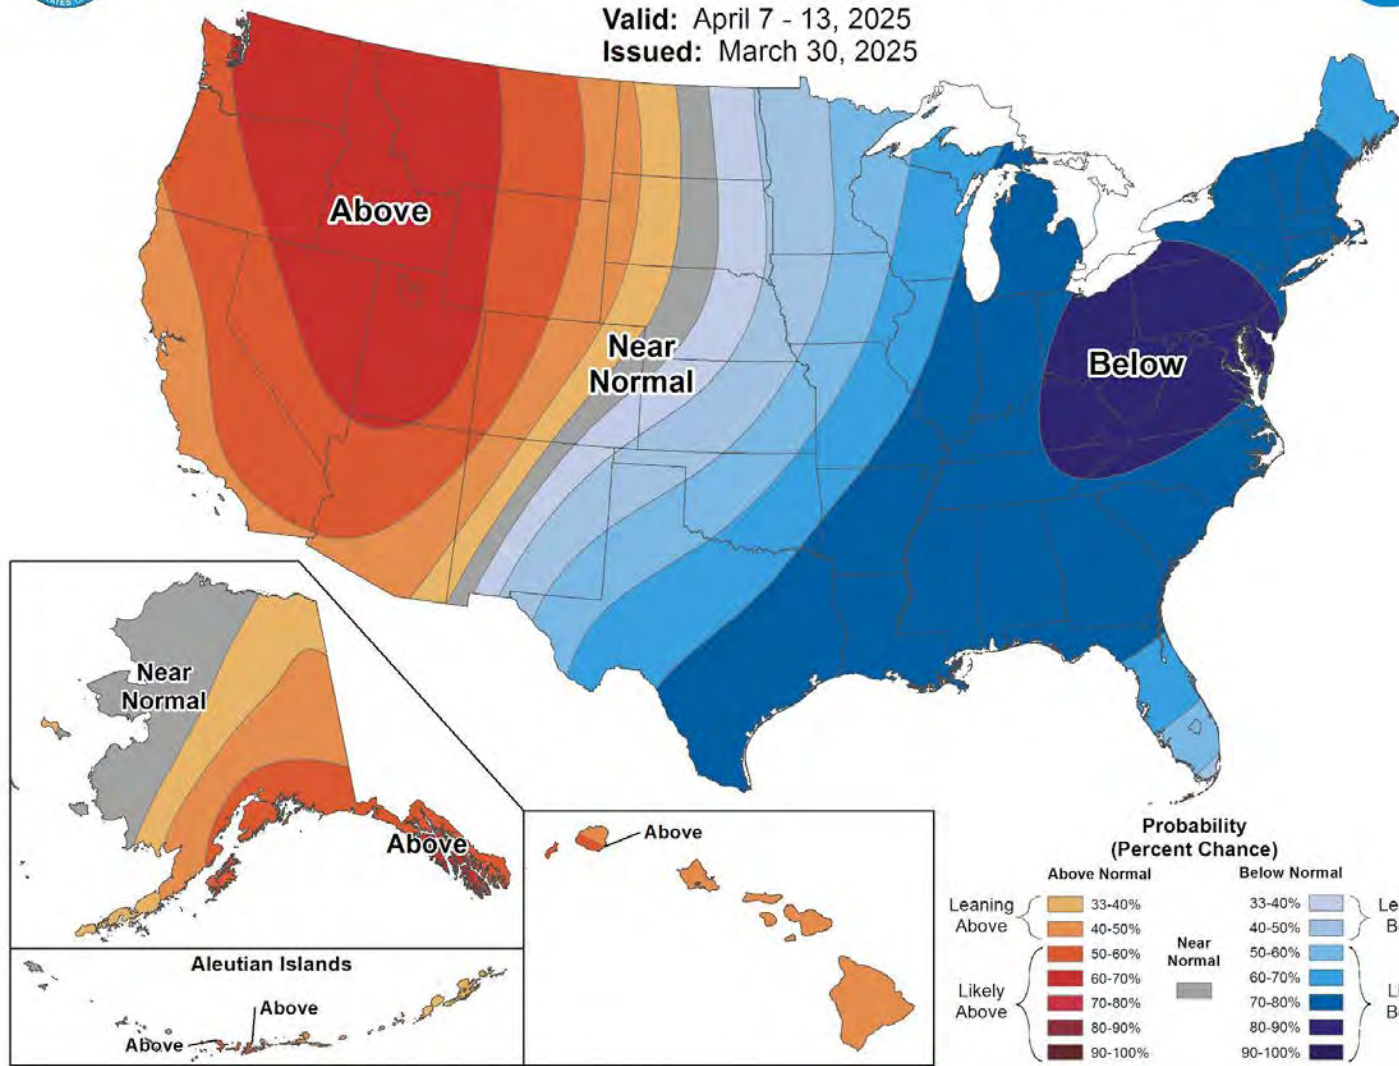 Valid: April 7 - 13, 2025
Issued: March 30, 2025
Above
Near
Normal
Below
Near
Normal
Above
Aleutian Islands
Above
Above
Above
Probability
(Percent Chance)
Above Normal
Below Normal
Leaning
Above
33-40%
40-50%
Likely
Above
50-60%
60-70%
70-80%
80-90%
90-100%
Near
Normal
33-40%
40-50%
50-60%
60-70%
70-80%
80-90%
90-100%